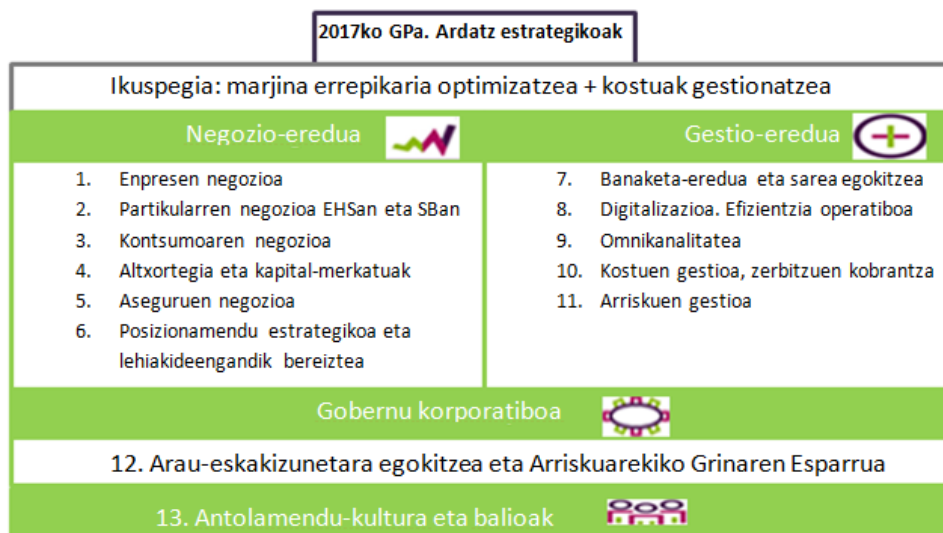 2017ko GPa. Ardatz estrategikoak
Ikuspegia: marjina errepikaria optimizatzea + kostuak gestionatzea
Negozio-eredua
1. Enpresen negozioa
2. Partikularren negozioa EHSan eta SBan
3. Kontsumoaren negozioa
4. Altxortegia eta kapital-merkatuak
5. Aseguruen negozioa
6. Posizionamendu estrategikoa eta
lehiakideengandik bereiztea
Gestio-eredua
7. Banaketa-eredua eta sarea egokitzea
8. Digitalizazioa. Efizientzia operatiboa
9. Omnikanalitatea
10. Kostuen gestioa, zerbitzuen kobrantza
11. Arriskuen gestioa
Gobernu korporatiboa
12. Arau-eskakizunetara egokitzea eta Arriskuarekiko Grinaren Esparrua
13. Antolamendu-kultura eta balioak